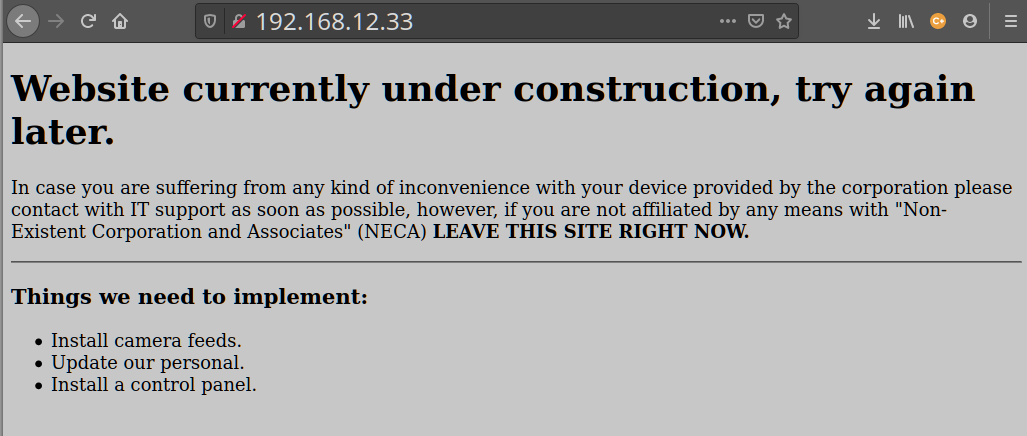 192.168.12.33
Website currently under construction, try again
later.
In case you are suffering from any kind of inconvenience with your device provided by the corporation please
contact with IT support as soon as possible, however, if you are not affiliated by any means with "Non-
Existent Corporation and Associates" (NECA) LEAVE THIS SITE RIGHT NOW.
Things we need to implement:
• Install camera feeds.
• Update our personal.
• Install a control panel.